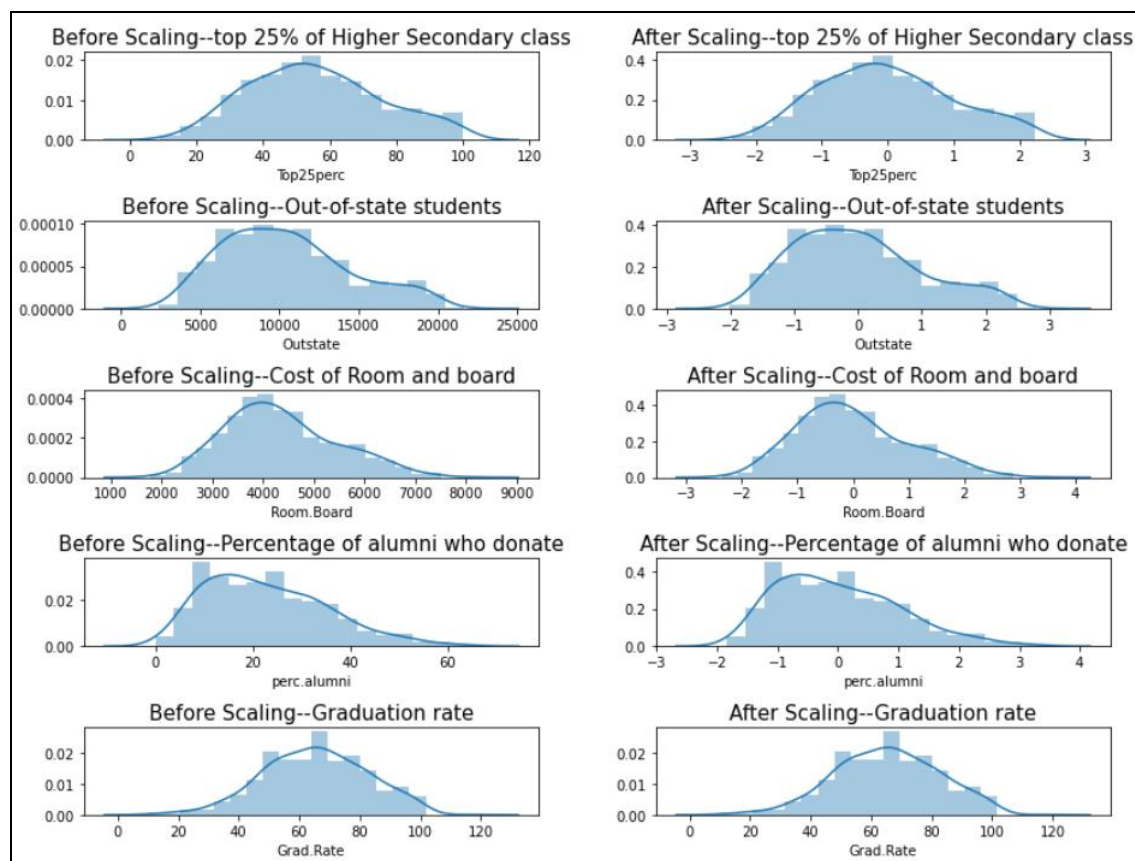 Before Scaling--top 25% of Higher Secondary class
0.02
0.01
0.00
0 20 40 60 80 100 120
Top25perc
After Scaling--top 25% of Higher Secondary class
0.4
0.2
0.0
−3 −2 −1 0 1 2 3
Top25perc
Before Scaling--Out-of-state students
0.00010
0.00005
0.00000
0 5000 10000 15000 20000 25000
Outstate
After Scaling--Out-of-state students
0.4
0.2
0.0
−3 −2 −1 0 1 2 3
Outstate
Before Scaling--Cost of Room and board
0.0004
0.0002
0.0000
1000 2000 3000 4000 5000 6000 7000 8000 9000
Room.Board
After Scaling--Cost of Room and board
0.4
0.2
0.0
−3 −2 −1 0 1 2 3 4
Room.Board
Before Scaling--Percentage of alumni who donate
0.02
0.00
0 20 40 60
perc.alumni
After Scaling--Percentage of alumni who donate
0.4
0.2
0.0
−3 −2 −1 0 1 2 3 4
perc.alumni
Before Scaling--Graduation rate
0.02
0.01
0.00
0 20 40 60 80 100 120
Grad.Rate
After Scaling--Graduation rate
0.02
0.01
0.00
0 20 40 60 80 100 120
Grad.Rate